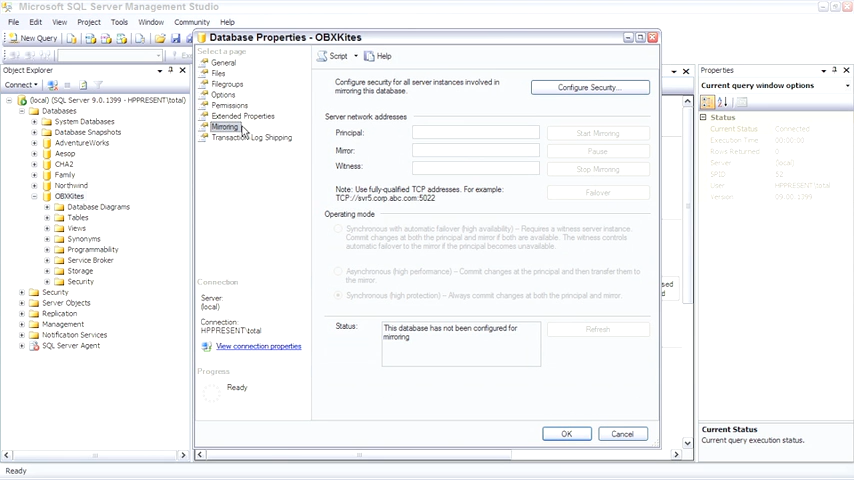 Microsoft SQL Server Management Studio
File Edit View Project Tools Window Community Help
New Query
Object Explorer
Connect
(local) (SQL Server 9.0.1399 - HPPRESENT\total)
Databases
System Databases
Database Snapshots
AdventureWorks
Aesop
CHA2
Family
Northwind
OBXKites
Database Diagrams
Tables
Views
Synonyms
Programmability
Service Broker
Storage
Security
Security
Server Objects
Replication
Management
Notification Services
SQL Server Agent
Database Properties - OBXKites
Select a page
General
Files
Filegroups
Options
Permissions
Extended Properties
Mirroring
Transaction Log Shipping
Connection
Server:
(local)
Connection:
HPPRESENT\total
View connection properties
Progress
Ready
Script Help
Configure security for all server instances involved in
mirroring this database.
Configure Security...
Server network addresses
Principal:
Start Mirroring
Mirror:
Pause
Witness:
Stop Mirroring
Note: Use fully-qualified TCP addresses. For example:
TCP://svr5.corp.abc.com:5022
Failover
Operating mode
Synchronous with automatic failover (high availability) – Requires a witness server instance.
Commit changes at both the principal and mirror if both are available. The witness controls
automatic failover to the mirror if the principal becomes unavailable.
Asynchronous (high performance) – Commit changes at the principal and then transfer them to
the mirror.
Synchronous (high protection) – Always commit changes at both the principal and mirror.
Status:
This database has not been configured for
mirroring
Refresh
OK Cancel
Properties
Current query window options
Status
Current Status Connected
Execution Time 00:00:00
Rows Returned 0
Server (local)
SPID 52
User HPPRESENT\total
Version 09.00.1399
Current Status
Current query execution status.
Ready